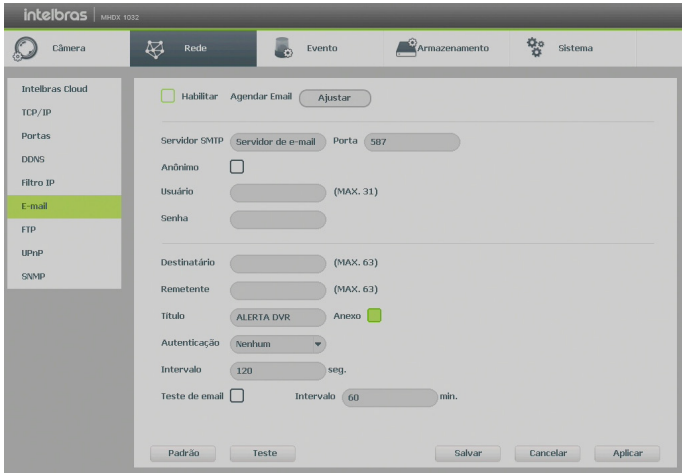 intelbras MHDX 1032
Câmera Rede Evento Armazenamento Sistema
Intelbras Cloud
TCP/IP
Portas
DDNS
Filtro IP
E-mail
FTP
UPnP
SNMP
Habilitar Agendar Email Ajustar
Servidor SMTP Servidor de e-mail Porta 587
Anônimo
Usuário (MAX. 31)
Senha
Destinatário (MAX. 63)
Remetente (MAX. 63)
Título ALERTA DVR Anexo
Autenticação Nenhum
Intervalo 120 seg.
Teste de email Intervalo 60 min.
Padrão Teste Salvar Cancelar Aplicar